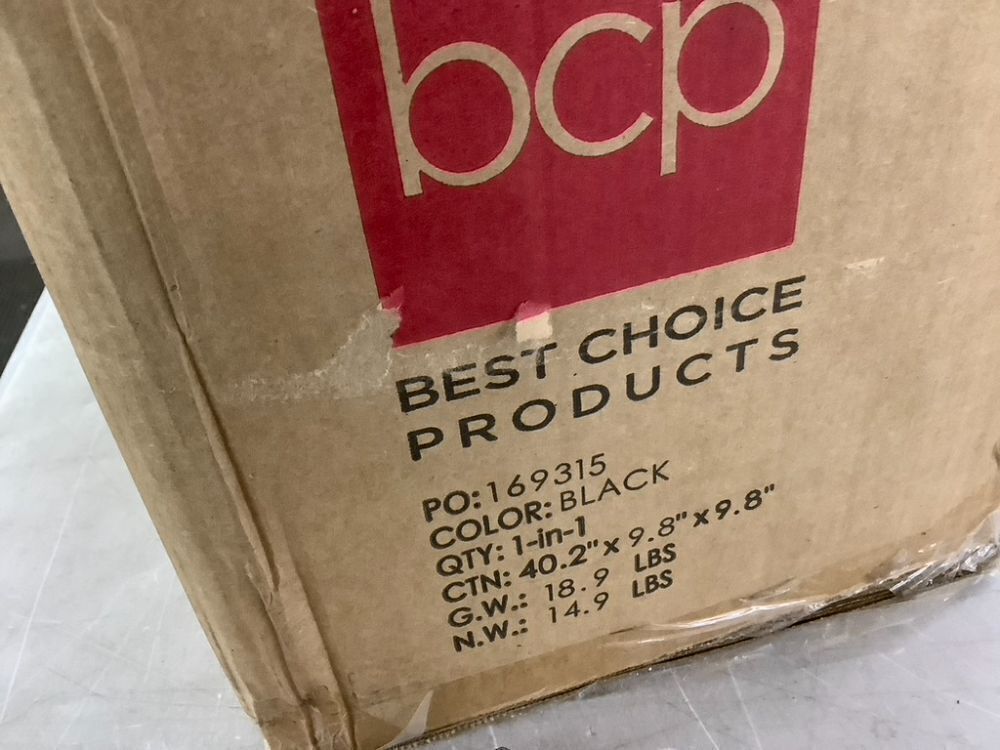 bcp
BEST CHOICE
PRODUCTS
PO: 169315
COLOR: BLACK
QTY: 1-in-1
CTN: 40.2" x 9.8" x 9.8"
G.W.: 18.9 LBS
N.W.: 14.9 LBS